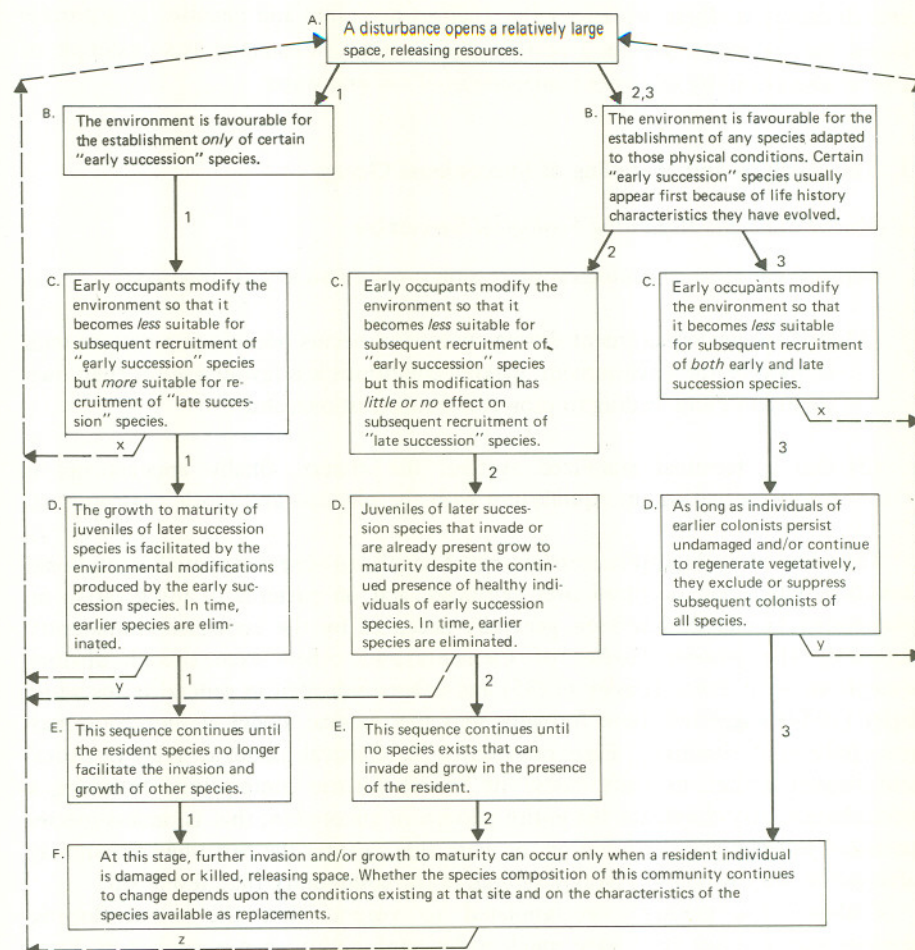 A.
A disturbance opens a relatively large
space, releasing resources.
1
2,3
B.
The environment is favourable for
the establishment only of certain
"early succession" species.
B.
The environment is favourable for the
establishment of any species adapted
to those physical conditions. Certain
"early succession" species usually
appear first because of life history
characteristics they have evolved.
1
2
3
C.
Early occupants modify the
environment so that it
becomes less suitable for
subsequent recruitment of
"early succession" species
but more suitable for re-
cruitment of "late succes-
sion" species.
C.
Early occupants modify the
environment so that it
becomes less suitable for
subsequent recruitment of
"early succession" species
but this modification has
little or no effect on
subsequent recruitment of
"late succession" species.
C.
Early occupants modify
the environment so that
it becomes less suitable
for subsequent recruitment
of both early and late
succession species.
x
x
1
2
3
D.
The growth to maturity of
juveniles of later succession
species is facilitated by the
environmental modifications
produced by the early suc-
cession species. In time,
earlier species are elim-
inated.
D.
Juveniles of later succes-
sion species that invade or
are already present grow to
maturity despite the contin-
ued presence of healthy indi-
viduals of early succession
species. In time, earlier
species are eliminated.
D.
As long as individuals of
earlier colonists persist
undamaged and/or continue
to regenerate vegetatively,
they exclude or suppress
subsequent colonists of
all species.
y
y
1
2
3
E.
This sequence continues until
the resident species no longer
facilitate the invasion and
growth of other species.
E.
This sequence continues until
no species exists that can
invade and grow in the presence
of the resident.
1
2
F.
At this stage, further invasion and/or growth to maturity can occur only when a resident individual
is damaged or killed, releasing space. Whether the species composition of this community continues
to change depends upon the conditions existing at that site and on the characteristics of the
species available as replacements.
z